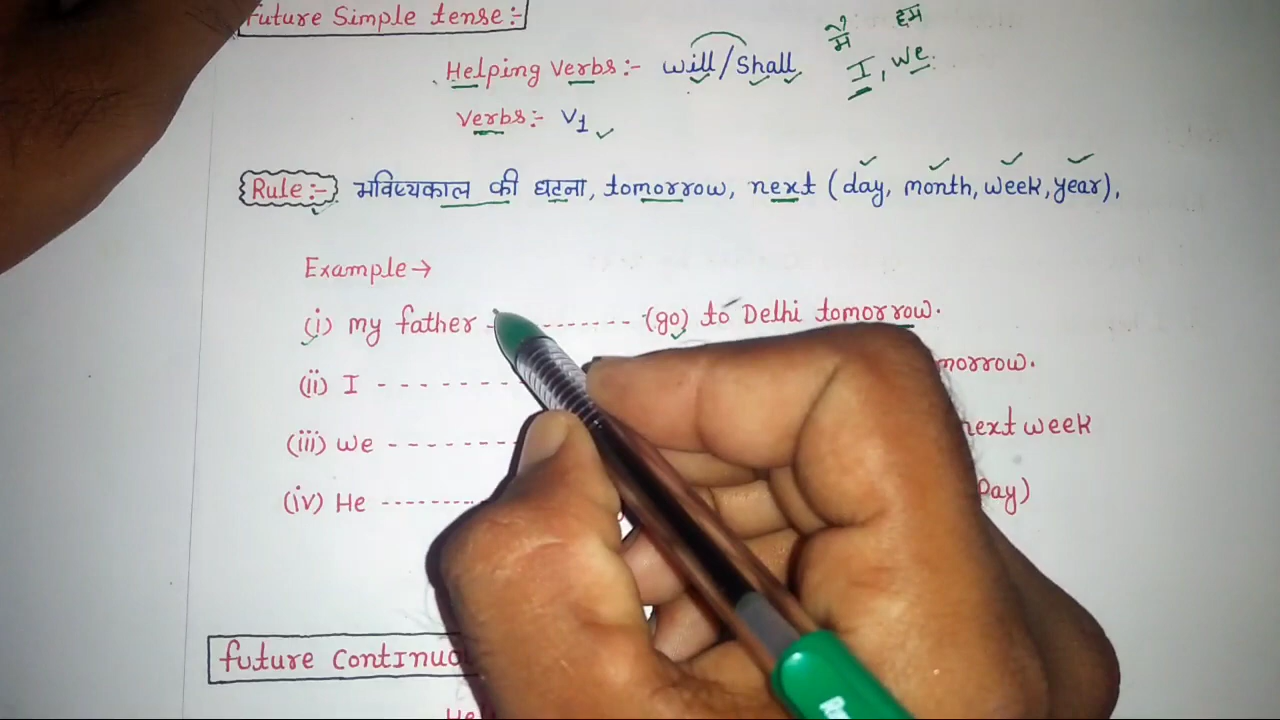 Future Simple tense:-
Helping Verbs:- will/Shall
मैं हम
I, we
Verbs:- V1
Rule:- भविष्यकाल की घटना, tomorrow, next (day, month, week, year),
Example→
(i) my father --------- (go) to Delhi tomorrow.
(ii) I ------
(iii) we ------ next week
(iv) He ------- Day)
future Continuo
He